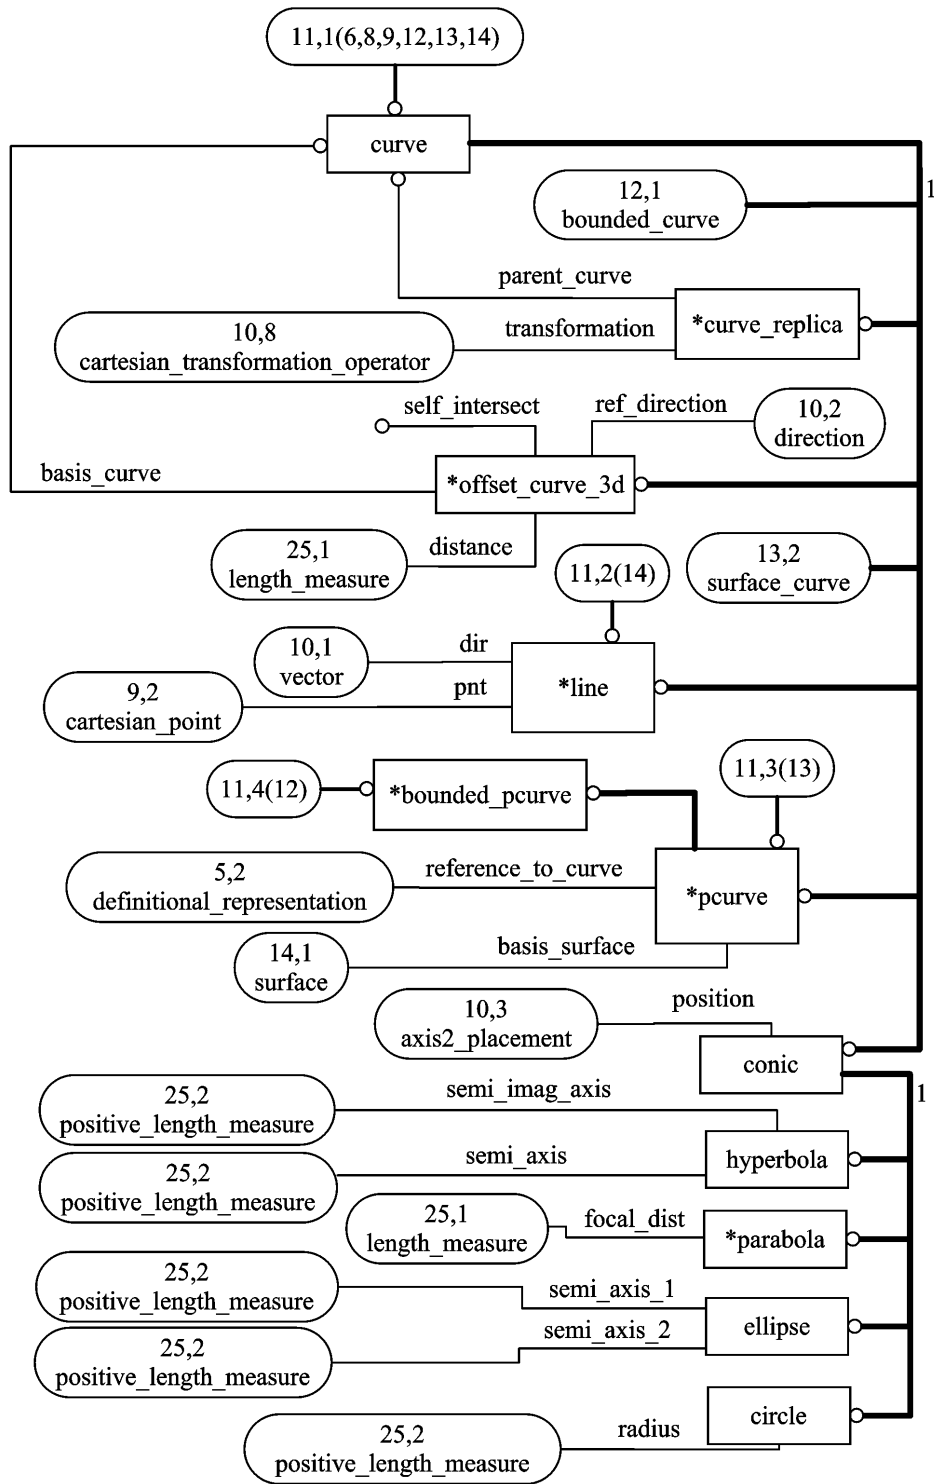 11,1(6,8,9,12,13,14)
curve
1
12,1
bounded_curve
parent_curve
*curve_replica
transformation
10,8
cartesian_transformation_operator
self_intersect
ref_direction
10,2
direction
basis_curve
*offset_curve_3d
25,1
length_measure
distance
11,2(14)
13,2
surface_curve
10,1
vector
dir
*line
9,2
cartesian_point
pnt
11,4(12)
*bounded_pcurve
11,3(13)
5,2
definitional_representation
reference_to_curve
*pcurve
14,1
surface
basis_surface
10,3
axis2_placement
position
conic
1
25,2
positive_length_measure
semi_imag_axis
hyperbola
25,2
positive_length_measure
semi_axis
25,1
length_measure
focal_dist
*parabola
25,2
positive_length_measure
semi_axis_1
ellipse
25,2
positive_length_measure
semi_axis_2
circle
25,2
positive_length_measure
radius